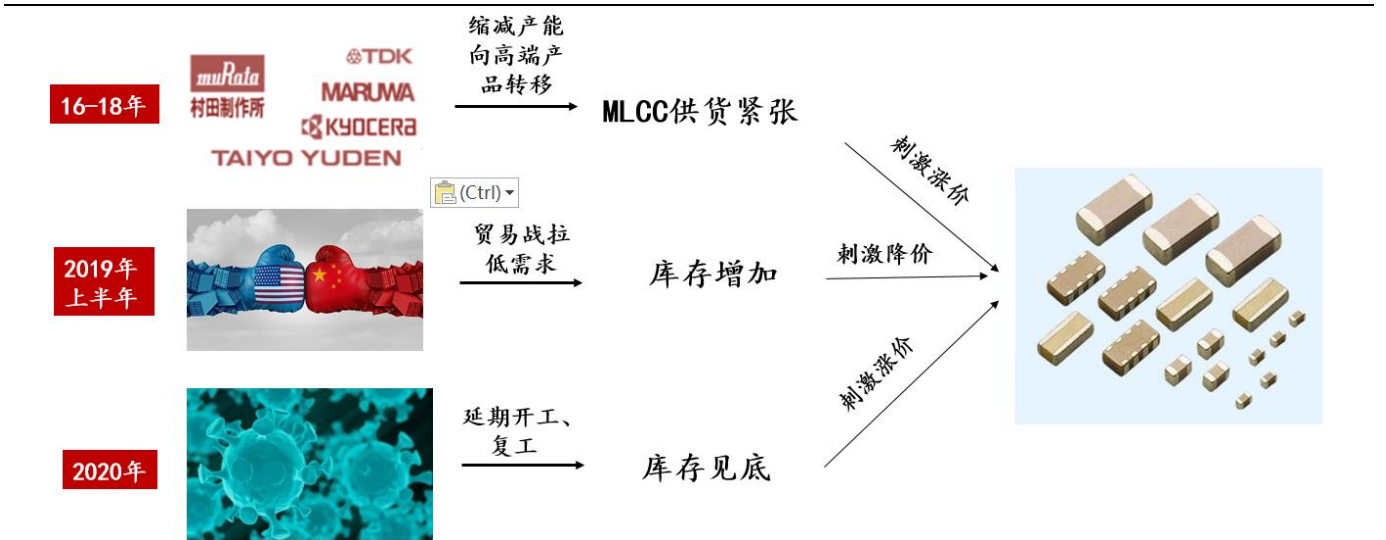 16-18年
muRata
村田制作所
TDK
MARUWA
KYOCERa
TAIYO YUDEN
缩减产能
向高端产
品转移
MLCC供货紧张
刺激涨价
(Ctrl)
2019年
上半年
贸易战拉
低需求
库存增加
刺激降价
2020年
延期开工、
复工
库存见底
刺激涨价